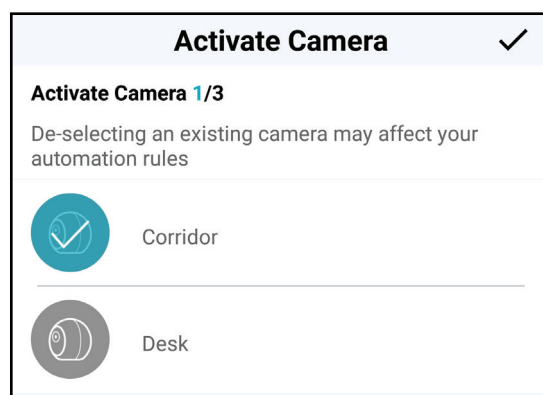 Activate Camera
Activate Camera 1/3
De-selecting an existing camera may affect your
automation rules
Corridor
Desk